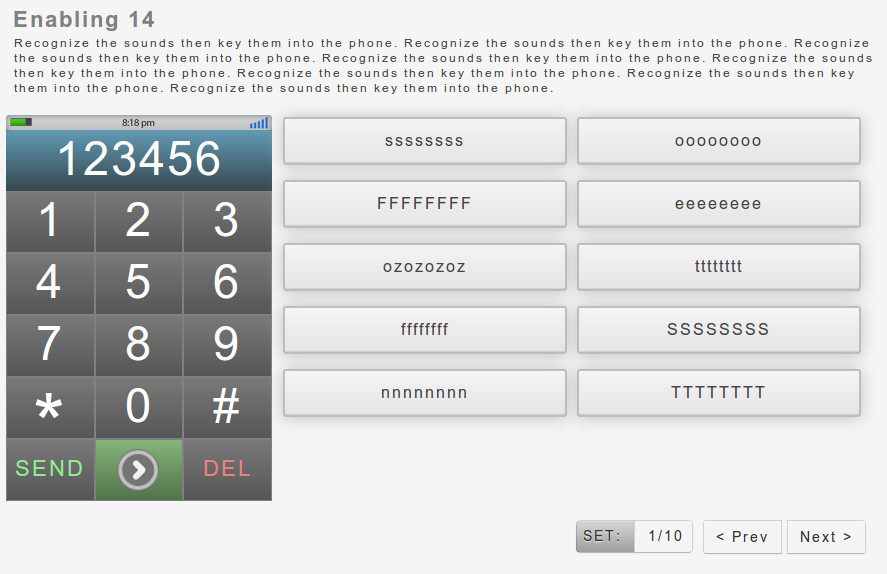 Enabling 14
Recognize the sounds then key them into the phone. Recognize the sounds then key them into the phone. Recognize
the sounds then key them into the phone. Recognize the sounds then key them into the phone. Recognize the sounds
then key them into the phone. Recognize the sounds then key them into the phone. Recognize the sounds then key
them into the phone. Recognize the sounds then key them into the phone.
8:18 pm
123456
1 2 3
4 5 6
7 8 9
* 0 #
SEND DEL
ssssssss oooooooo
FFFFFFFF eeeeeeee
ozozozoz tttttttt
ffffffff SSSSSSSS
nnnnnnnn TTTTTTTT
SET: 1/10 < Prev Next >